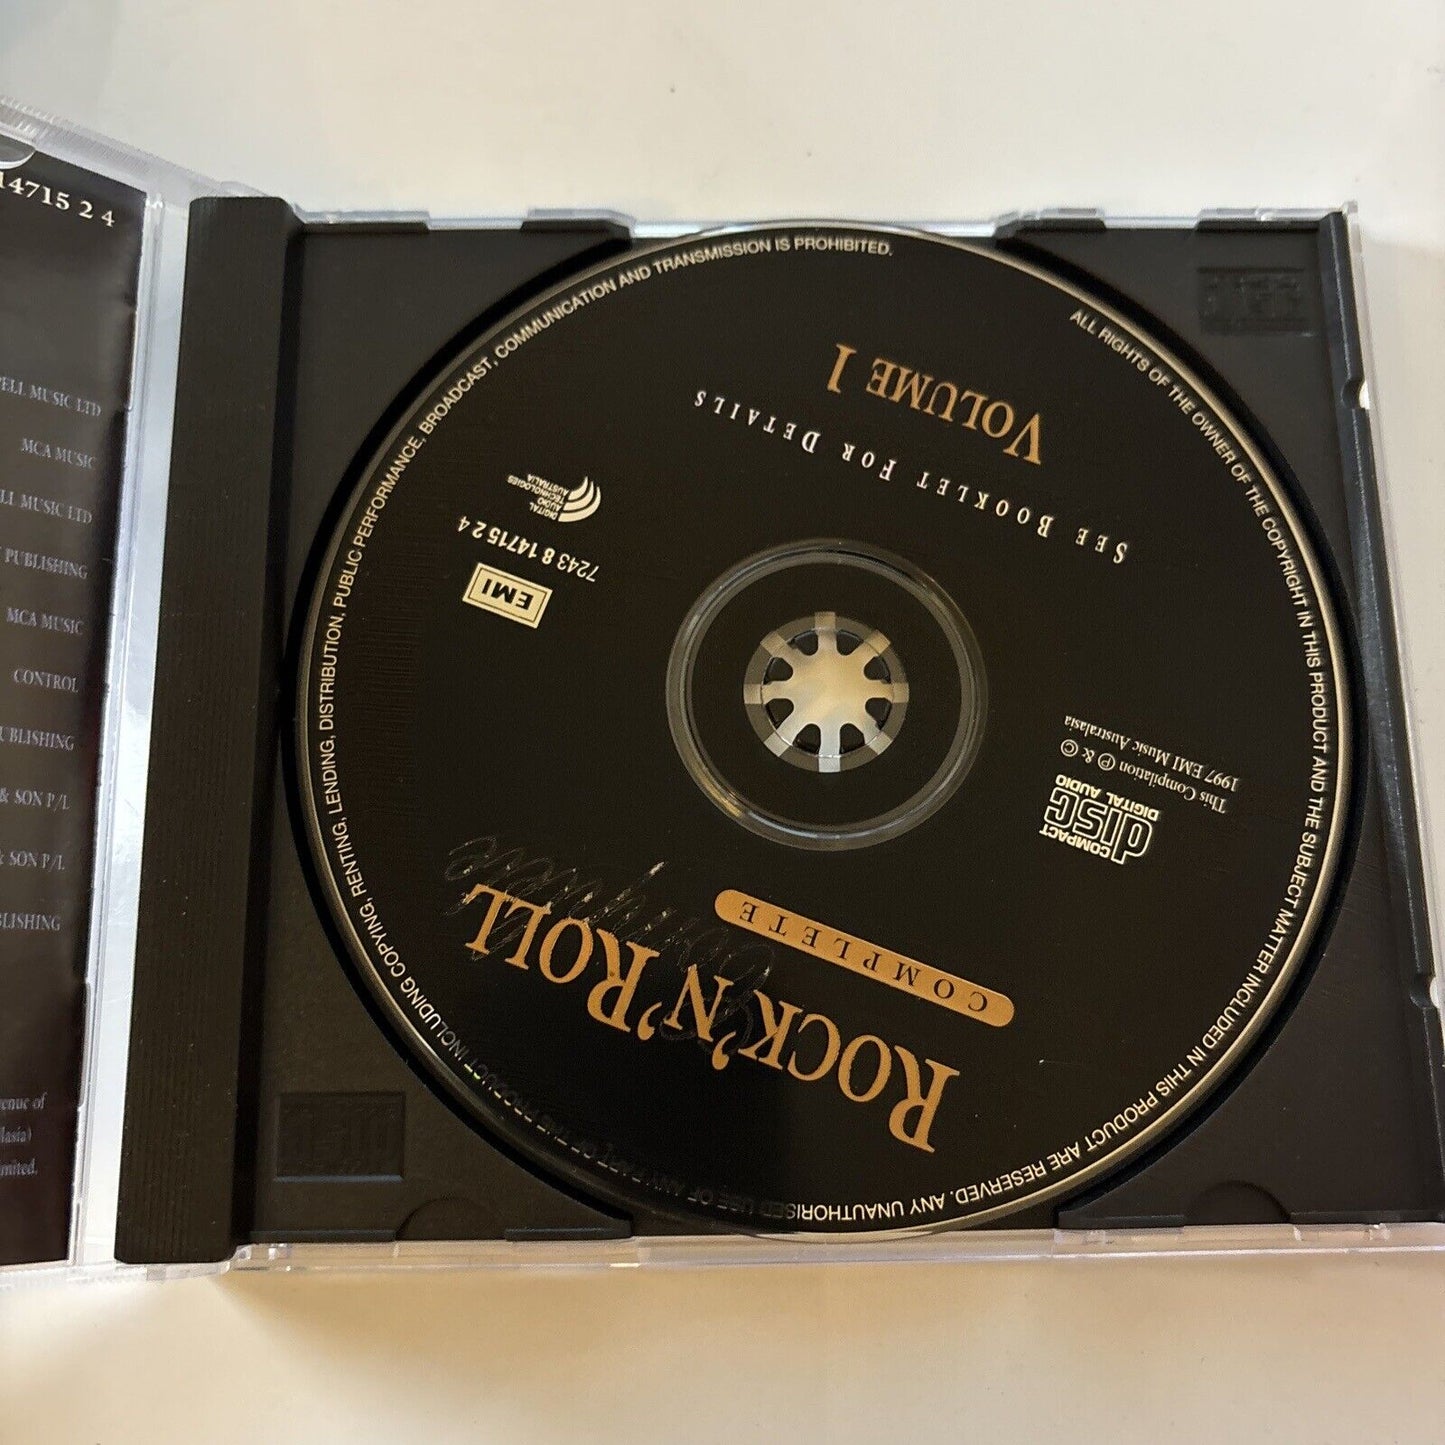 14715 2 4
PELL MUSIC LTD
MCA MUSIC
LL MUSIC LTD
PUBLISHING
MCA MUSIC
CONTROL
UBLISHING
& SON P/L
& SON P/L
BLISHING
enue of
lasia)
imited.
ROCK'N'ROLL
COMPLETE
COMPACT
disc
DIGITAL AUDIO
This Compilation ℗ & ©
1997 EMI Music Australasia
EMI
7243 8 14715 2 4
DIGITAL
AUDIO
TECHNOLOGIES
AUSTRALIA
SEE BOOKLET FOR DETAILS
VOLUME 1
ALL RIGHTS OF THE OWNER OF THE COPYRIGHT IN THIS PRODUCT AND THE SUBJECT MATTER INCLUDED IN THIS PRODUCT ARE RESERVED. ANY UNAUTHORISED USE OF ANY PART OF THE PRODUCT INCLUDING COPYING, RENTING, LENDING, DISTRIBUTION, PUBLIC PERFORMANCE, BROADCAST, COMMUNICATION AND TRANSMISSION IS PROHIBITED.